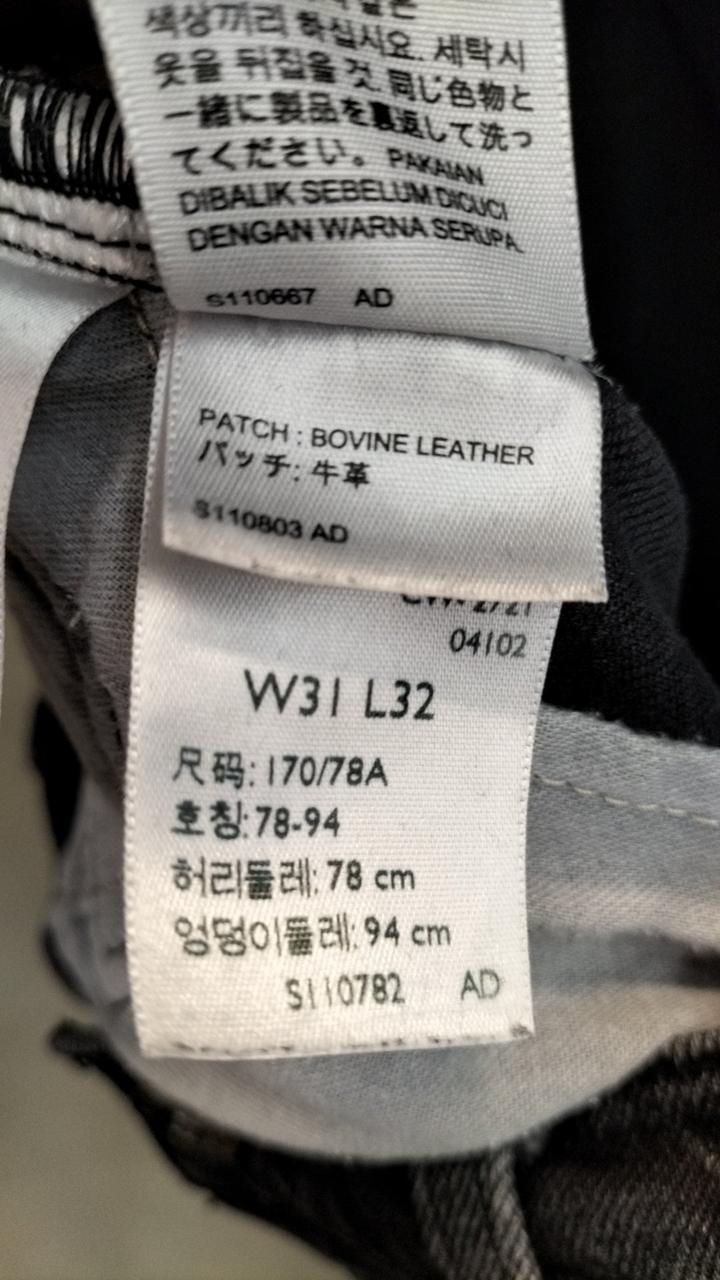 색상끼리 하십시오. 세탁시
옷을 뒤집을 것. 同じ色物と
一緒に製品を裏返して洗っ
てください。 PAKAIAN
DIBALIK SEBELUM DICUCI
DENGAN WARNA SERUPA.
S110667 AD
PATCH : BOVINE LEATHER
パッチ: 牛革
S110803 AD
04102
W31 L32
尺码: 170/78A
호칭: 78-94
허리둘레: 78 cm
엉덩이둘레: 94 cm
S110782 AD